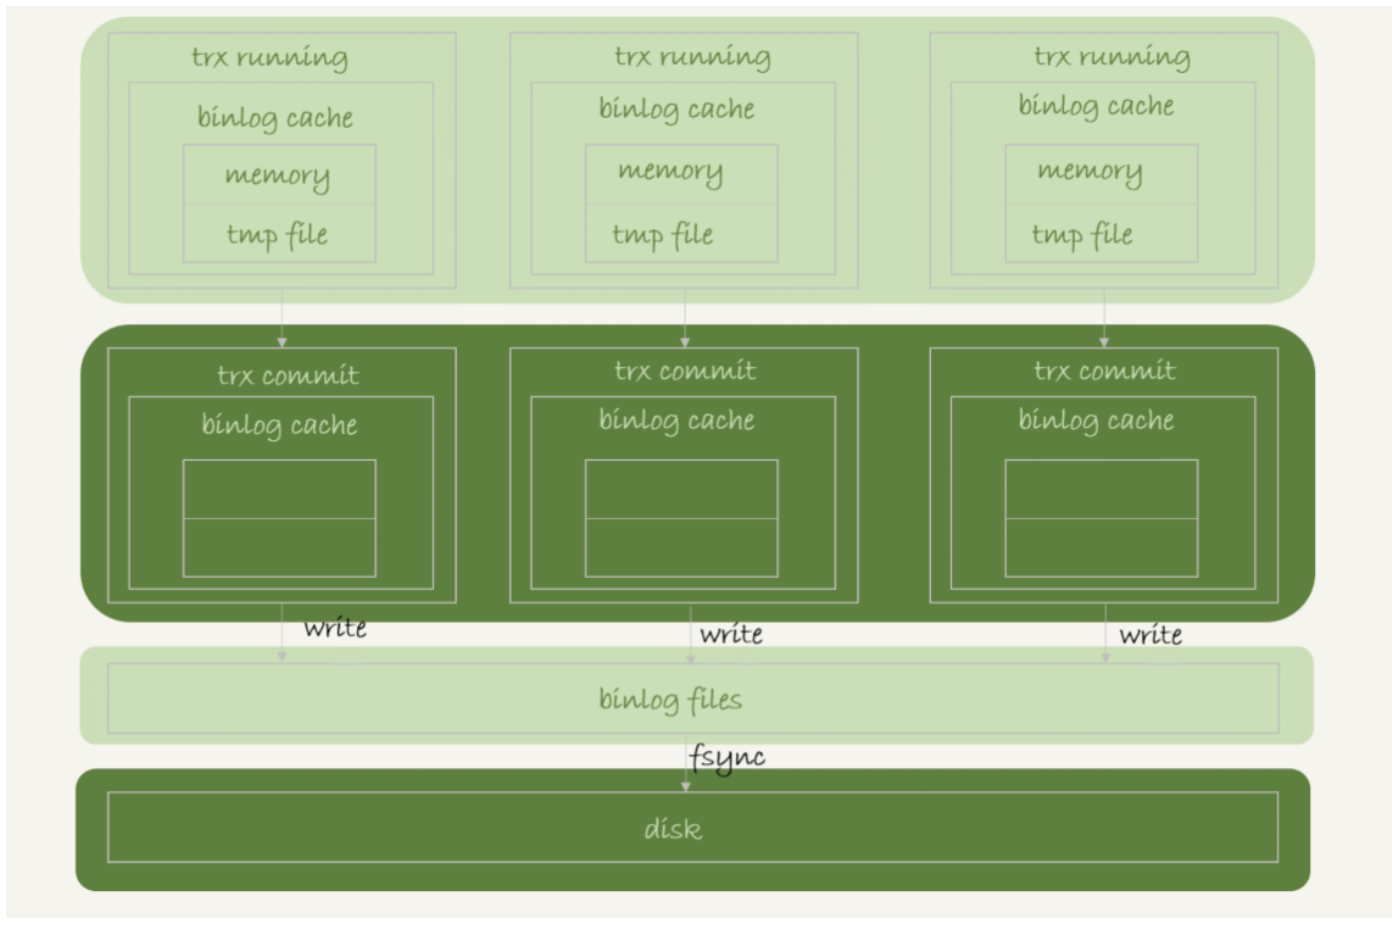 trx running
trx running
trx running
binlog cache
binlog cache
binlog cache
memory
memory
memory
tmp file
tmp file
tmp file
trx commit
trx commit
trx commit
binlog cache
binlog cache
binlog cache
write
write
write
binlog files
fsync
disk